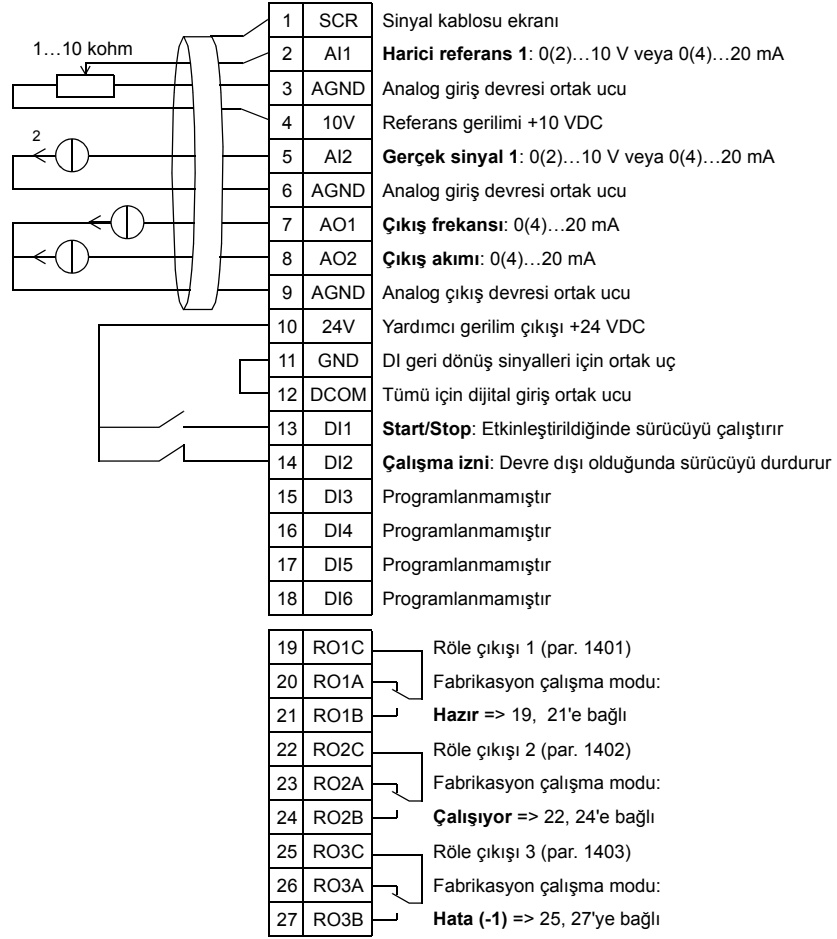 1 SCR Sinyal kablosu ekranı
1…10 kohm
2 AI1 Harici referans 1: 0(2)…10 V veya 0(4)…20 mA
3 AGND Analog giriş devresi ortak ucu
4 10V Referans gerilimi +10 VDC
2
5 AI2 Gerçek sinyal 1: 0(2)…10 V veya 0(4)…20 mA
6 AGND Analog giriş devresi ortak ucu
7 AO1 Çıkış frekansı: 0(4)…20 mA
8 AO2 Çıkış akımı: 0(4)…20 mA
9 AGND Analog çıkış devresi ortak ucu
10 24V Yardımcı gerilim çıkışı +24 VDC
11 GND DI geri dönüş sinyalleri için ortak uç
12 DCOM Tümü için dijital giriş ortak ucu
13 DI1 Start/Stop: Etkinleştirildiğinde sürücüyü çalıştırır
14 DI2 Çalışma izni: Devre dışı olduğunda sürücüyü durdurur
15 DI3 Programlanmamıştır
16 DI4 Programlanmamıştır
17 DI5 Programlanmamıştır
18 DI6 Programlanmamıştır
19 RO1C Röle çıkışı 1 (par. 1401)
20 RO1A Fabrikasyon çalışma modu:
21 RO1B Hazır => 19, 21'e bağlı
22 RO2C Röle çıkışı 2 (par. 1402)
23 RO2A Fabrikasyon çalışma modu:
24 RO2B Çalışıyor => 22, 24'e bağlı
25 RO3C Röle çıkışı 3 (par. 1403)
26 RO3A Fabrikasyon çalışma modu:
27 RO3B Hata (-1) => 25, 27'ye bağlı